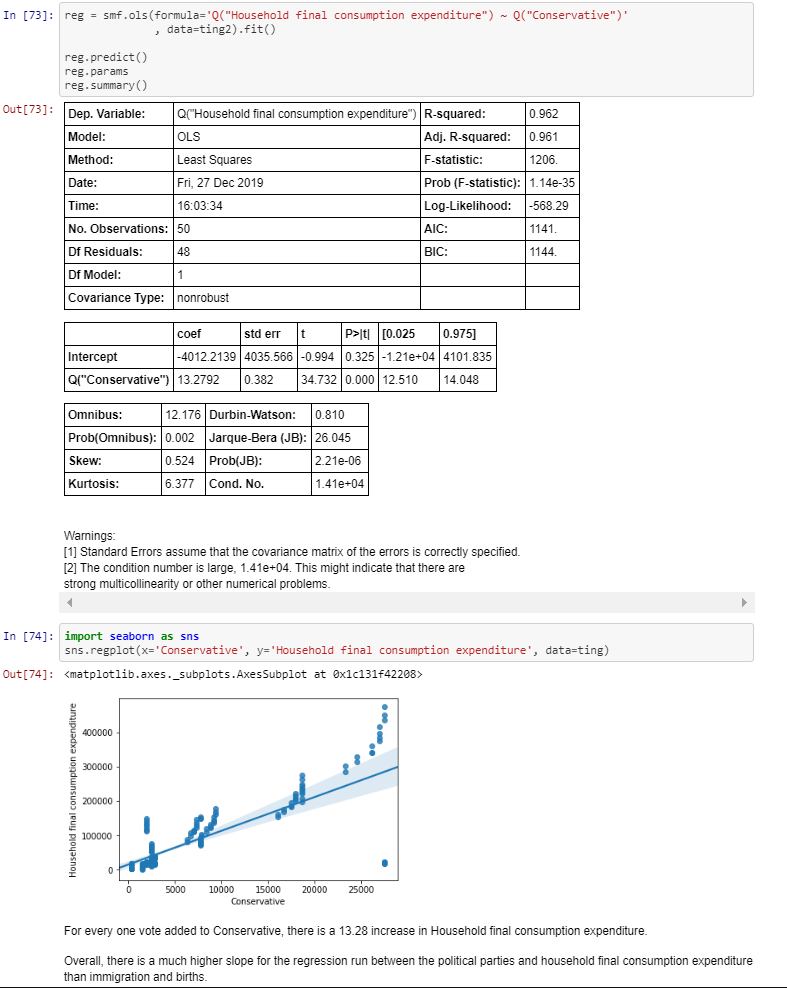 In [73]: reg = smf.ols(formula='Q("Household final consumption expenditure") ~ Q("Conservative")'
, data=ting2).fit()
reg.predict()
reg.params
reg.summary()
Out[73]:
Dep. Variable: Q("Household final consumption expenditure") R-squared: 0.962
Model: OLS Adj. R-squared: 0.961
Method: Least Squares F-statistic: 1206.
Date: Fri, 27 Dec 2019 Prob (F-statistic): 1.14e-35
Time: 16:03:34 Log-Likelihood: -568.29
No. Observations: 50 AIC: 1141.
Df Residuals: 48 BIC: 1144.
Df Model: 1
Covariance Type: nonrobust
coef std err t P>|t| [0.025 0.975]
Intercept -4012.2139 4035.566 -0.994 0.325 -1.21e+04 4101.835
Q("Conservative") 13.2792 0.382 34.732 0.000 12.510 14.048
Omnibus: 12.176 Durbin-Watson: 0.810
Prob(Omnibus): 0.002 Jarque-Bera (JB): 26.045
Skew: 0.524 Prob(JB): 2.21e-06
Kurtosis: 6.377 Cond. No. 1.41e+04
Warnings:
[1] Standard Errors assume that the covariance matrix of the errors is correctly specified.
[2] The condition number is large, 1.41e+04. This might indicate that there are
strong multicollinearity or other numerical problems.
In [74]: import seaborn as sns
sns.regplot(x='Conservative', y='Household final consumption expenditure', data=ting)
Out[74]: <matplotlib.axes._subplots.AxesSubplot at 0x1c131f42208>
Household final consumption expenditure
400000
300000
200000
100000
0
0 5000 10000 15000 20000 25000
Conservative
For every one vote added to Conservative, there is a 13.28 increase in Household final consumption expenditure.
Overall, there is a much higher slope for the regression run between the political parties and household final consumption expenditure
than immigration and births.